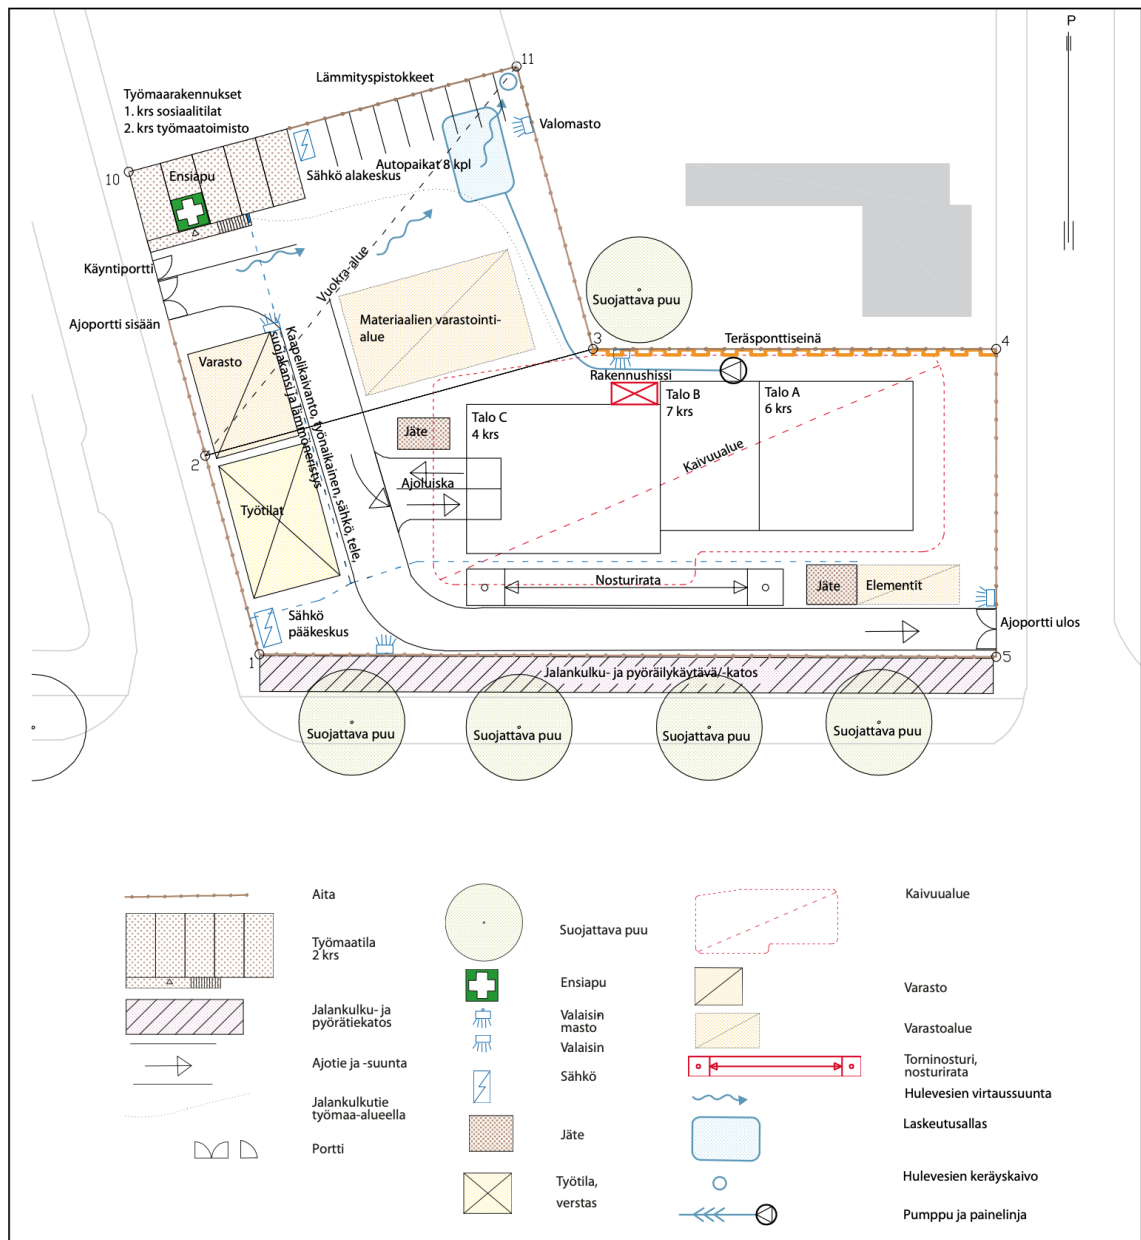 P
11
Lämmityspistokkeet
Työmaarakennukset
1. krs sosiaalitilat
2. krs työmaatoimisto
Valomasto
10
Ensiapu
Sähkö alakeskus
Autopaikat 8 kpl
Käyntiportti
Vuokra-alue
Suojattava puu
Ajoportti sisään
Materiaalien varastointi-
alue
Varasto
Kaapelikaivanto, työnaikainen, sähkö, tele,
suojakansi ja lämmöneristys
3
Teräsponttiseinä
4
Rakennushissi
Talo C
4 krs
Talo B
7 krs
Talo A
6 krs
Jäte
2
Kaivuualue
Ajoluiska
Työtilat
Nosturirata
Jäte
Elementit
Sähkö
pääkeskus
Ajoportti ulos
1
5
Jalankulku- ja pyöräilykäytävä/-katos
Suojattava puu
Suojattava puu
Suojattava puu
Suojattava puu
Aita
Työmaatila
2 krs
Jalankulku- ja
pyörätiekatos
Ajotie ja -suunta
Jalankulkutie
työmaa-alueella
Portti
Suojattava puu
Ensiapu
Valaisin
masto
Valaisin
Sähkö
Jäte
Työtila,
verstas
Kaivuualue
Varasto
Varastoalue
Torninosturi,
nosturirata
Hulevesien virtaussuunta
Laskeutusallas
Hulevesien keräyskaivo
Pumppu ja painelinja